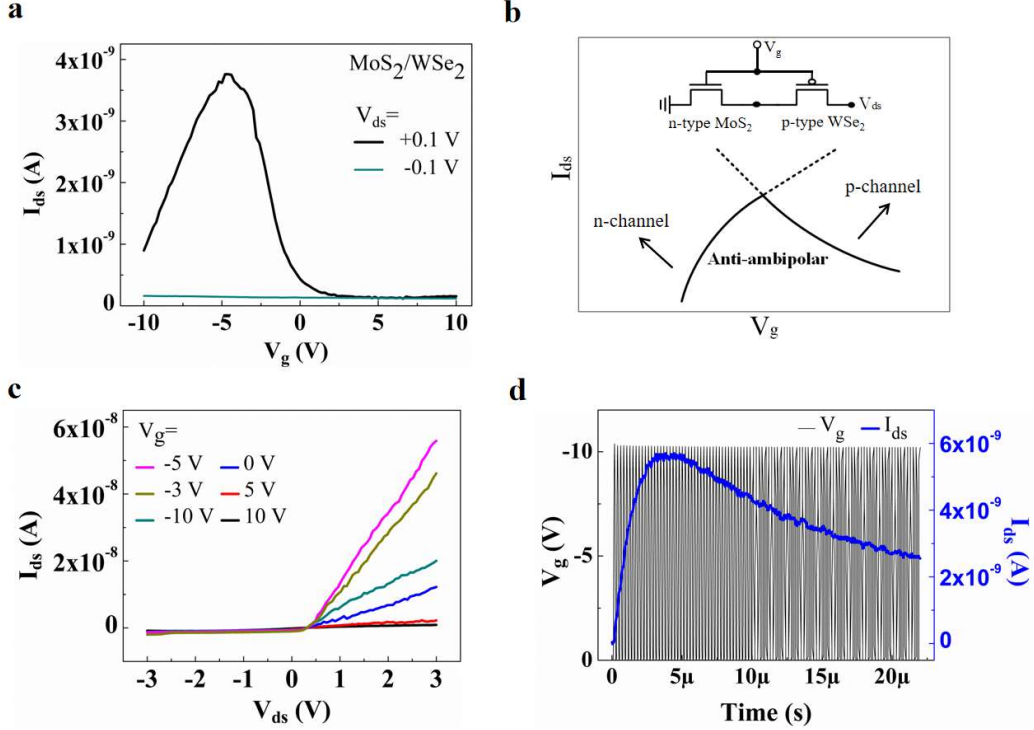 a
4x10⁻⁹
3x10⁻⁹
2x10⁻⁹
1x10⁻⁹
0
I_ds (A)
MoS₂/WSe₂
V_ds=
+0.1 V
-0.1 V
-10 -5 0 5 10
V_g (V)
b
I_ds
V_g
V_ds
n-type MoS₂ p-type WSe₂
n-channel
p-channel
Anti-ambipolar
V_g
c
6x10⁻⁸
4x10⁻⁸
2x10⁻⁸
0
I_ds (A)
V_g=
-5 V 0 V
-3 V 5 V
-10 V 10 V
-3 -2 -1 0 1 2 3
V_ds (V)
d
V_g I_ds
-10
-5
0
V_g (V)
6x10⁻⁹
4x10⁻⁹
2x10⁻⁹
0
I_ds (A)
0 5μ 10μ 15μ 20μ
Time (s)